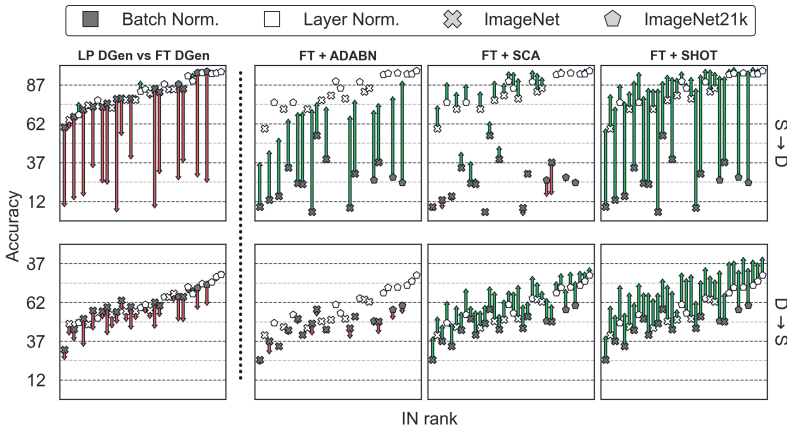 Batch Norm. Layer Norm. ImageNet ImageNet21k
LP DGen vs FT DGen FT + ADABN FT + SCA FT + SHOT
87
62
37
12
S → D
Accuracy
37
62
37
12
D → S
IN rank